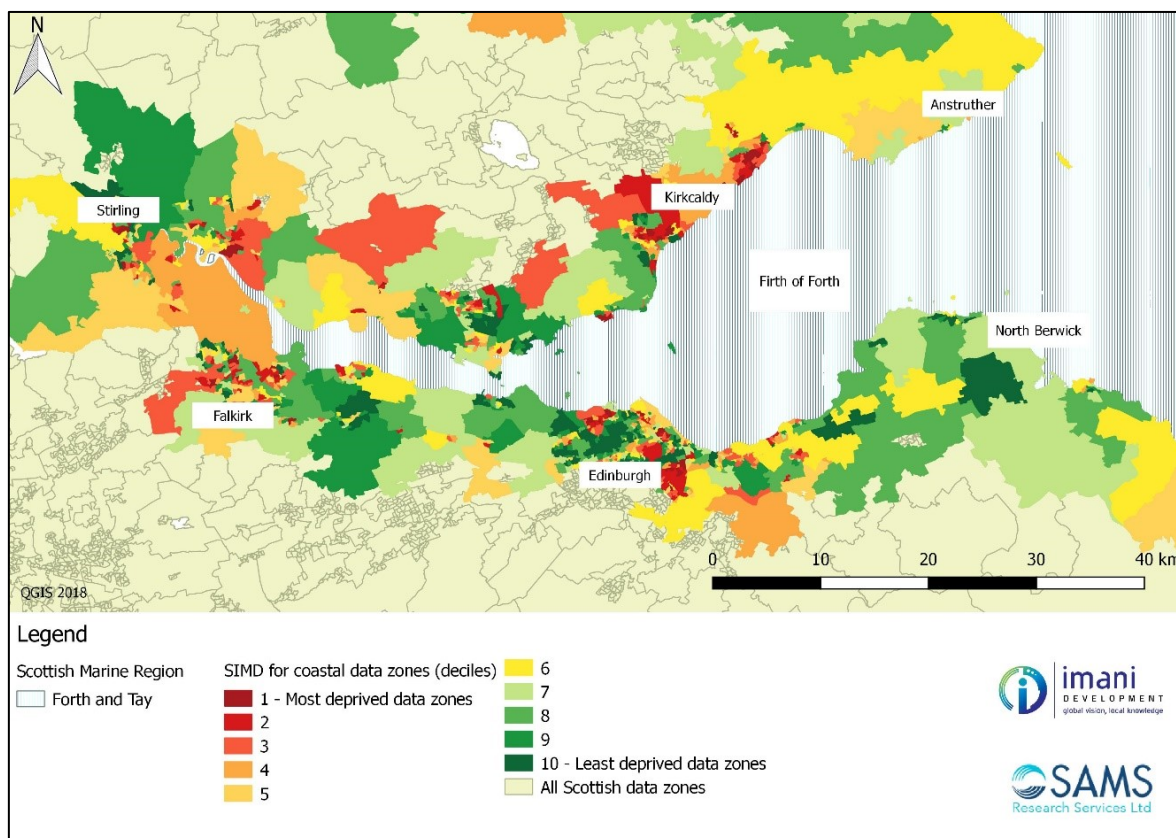 N
Anstruther
Stirling
Kirkcaldy
Firth of Forth
North Berwick
Falkirk
Edinburgh
0 10 20 30 40 km
QGIS 2018
Legend
Scottish Marine Region
Forth and Tay
SIMD for coastal data zones (deciles)
1 - Most deprived data zones
2
3
4
5
6
7
8
9
10 - Least deprived data zones
All Scottish data zones
imani
DEVELOPMENT
global vision, local knowledge
SAMS
Research Services Ltd